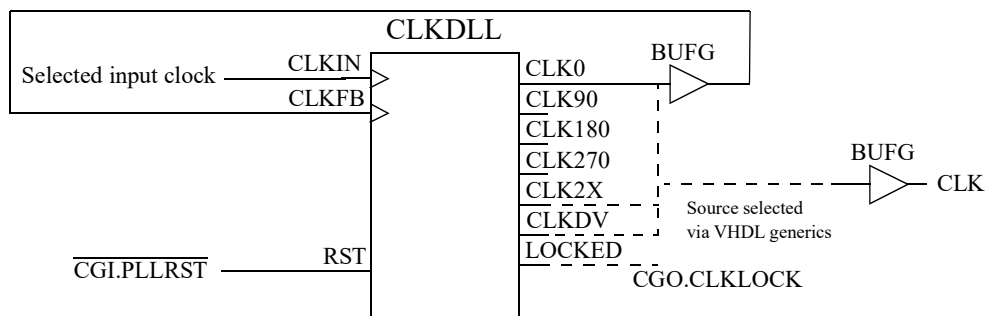 CLKDLL
BUFG
Selected input clock
CLKIN
CLK0
CLKFB
CLK90
CLK180
CLK270
BUFG
CLK2X
CLK
Source selected
via VHDL generics
CLKDV
LOCKED
CGI.PLLRST
RST
CGO.CLKLOCK